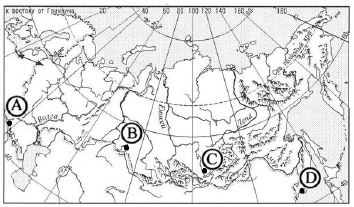 К ВОСТОКУ ОТ ГРИНВИЧА 20 40 60 80 100 120 140 160 180
A
Волга
Енисей
Лена
B
C
D